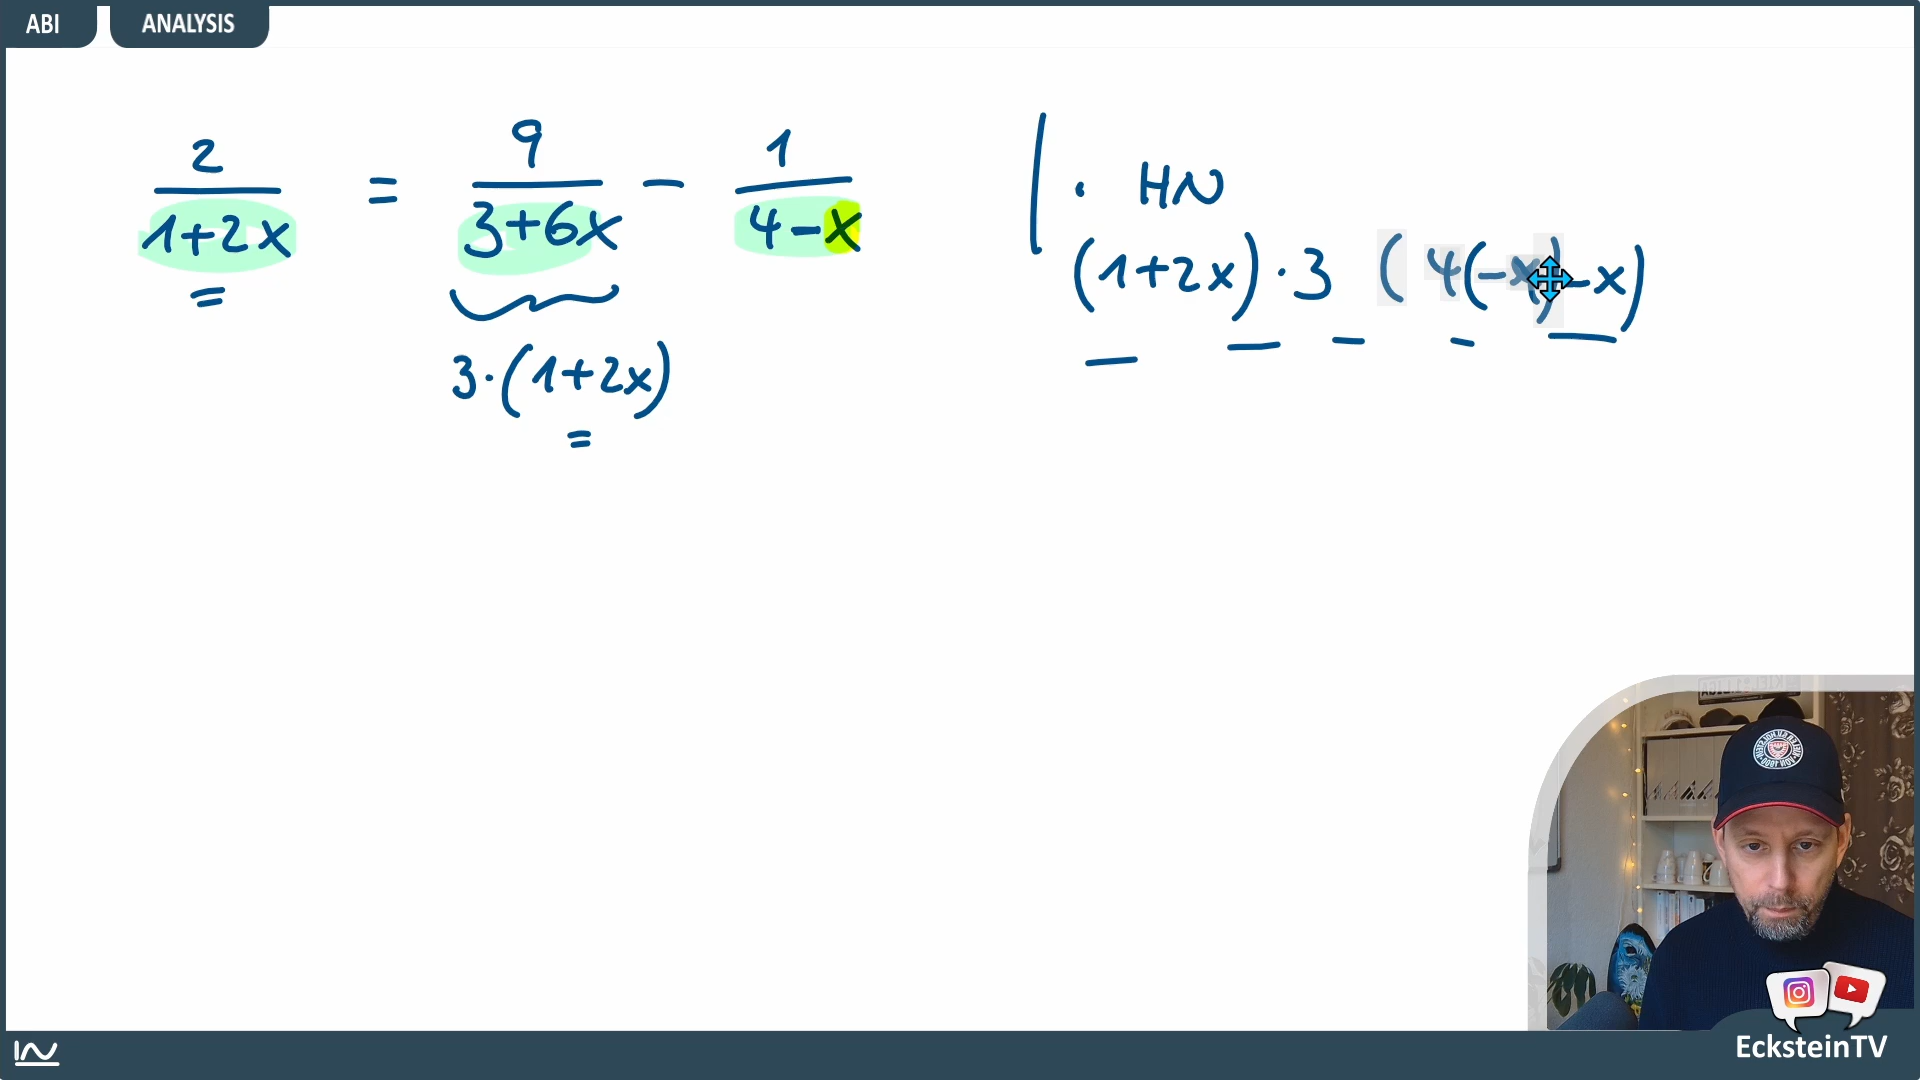 ABI ANALYSIS
2/(1+2x) = 9/(3+6x) - 1/(4-x) | · HN
(1+2x) · 3 (4(-x)-x)
3·(1+2x)
EcksteinTV